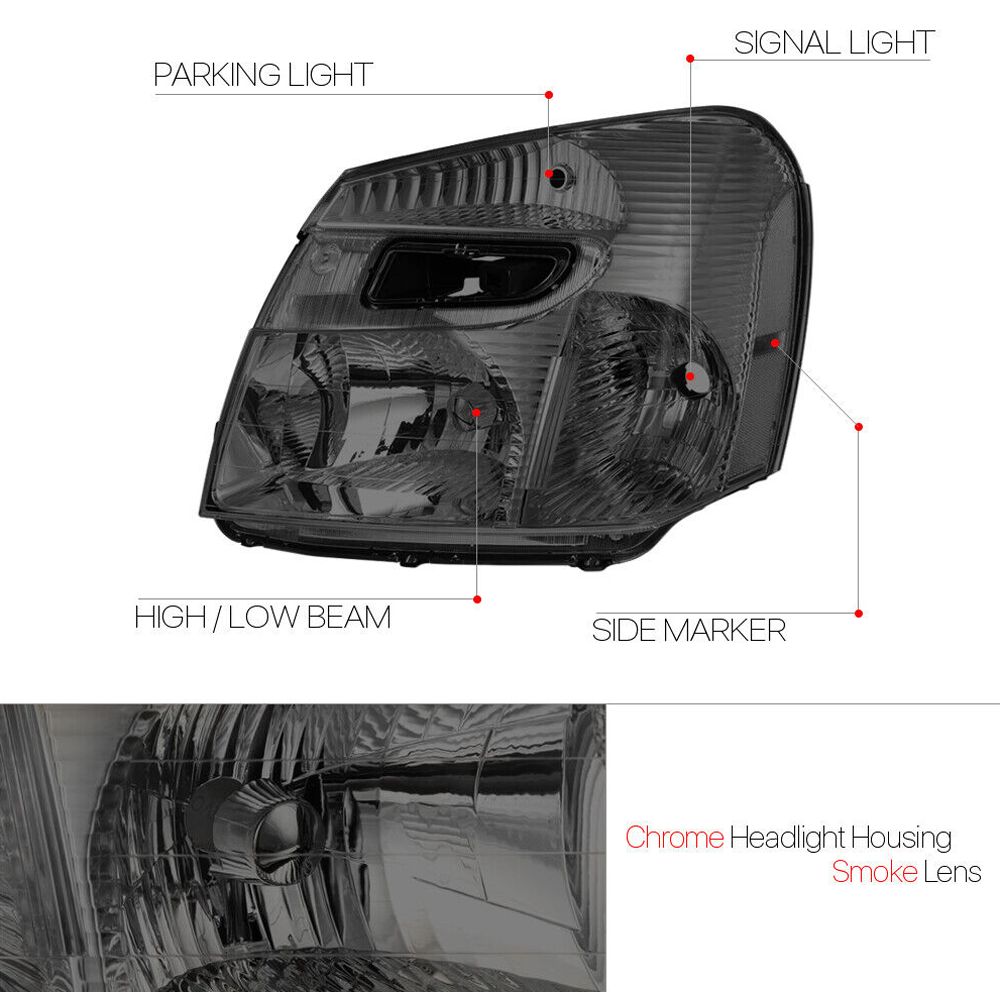 SIGNAL LIGHT
PARKING LIGHT
HIGH / LOW BEAM
SIDE MARKER
Chrome Headlight Housing
Smoke Lens